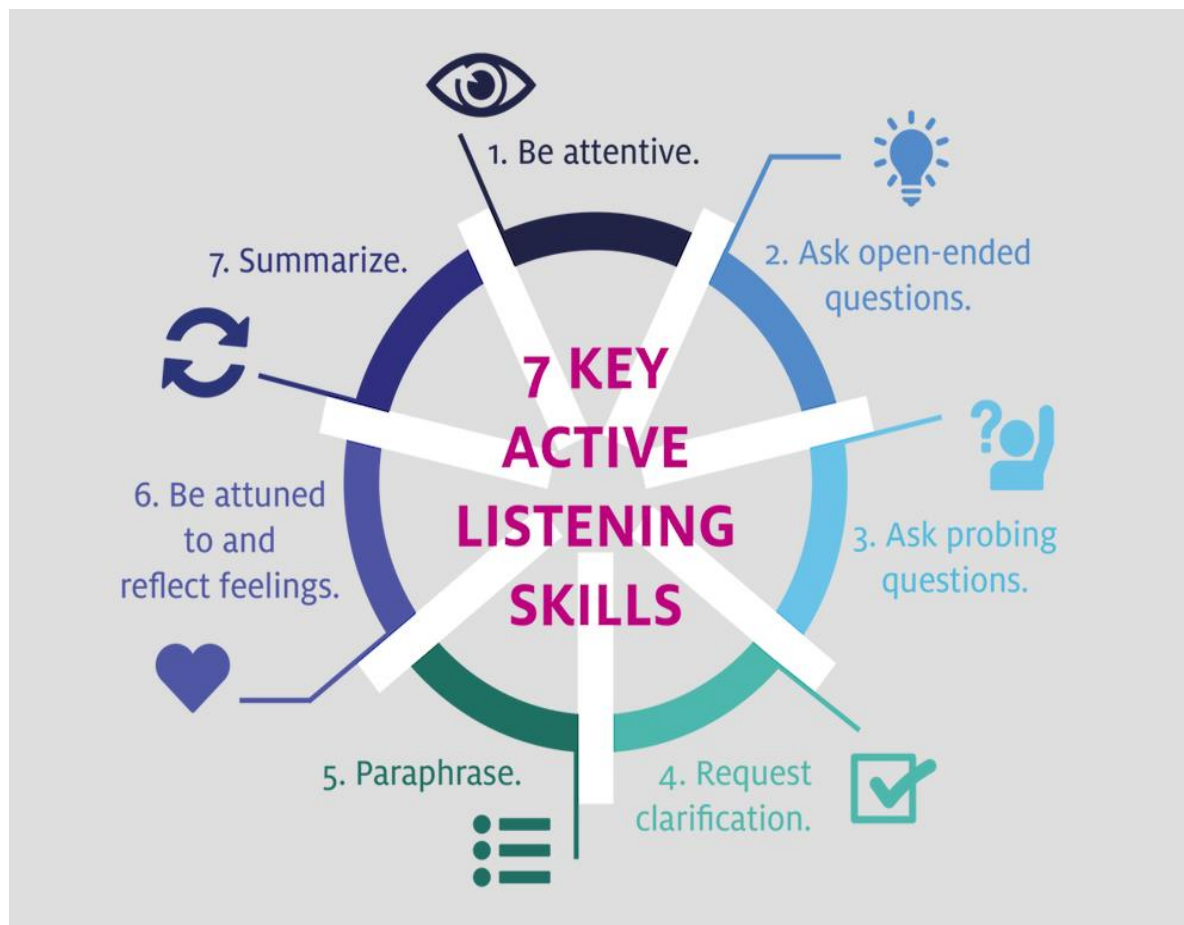 7 KEY
ACTIVE
LISTENING
SKILLS
1. Be attentive.
2. Ask open-ended
questions.
3. Ask probing
questions.
4. Request
clarification.
5. Paraphrase.
6. Be attuned
to and
reflect feelings.
7. Summarize.
?